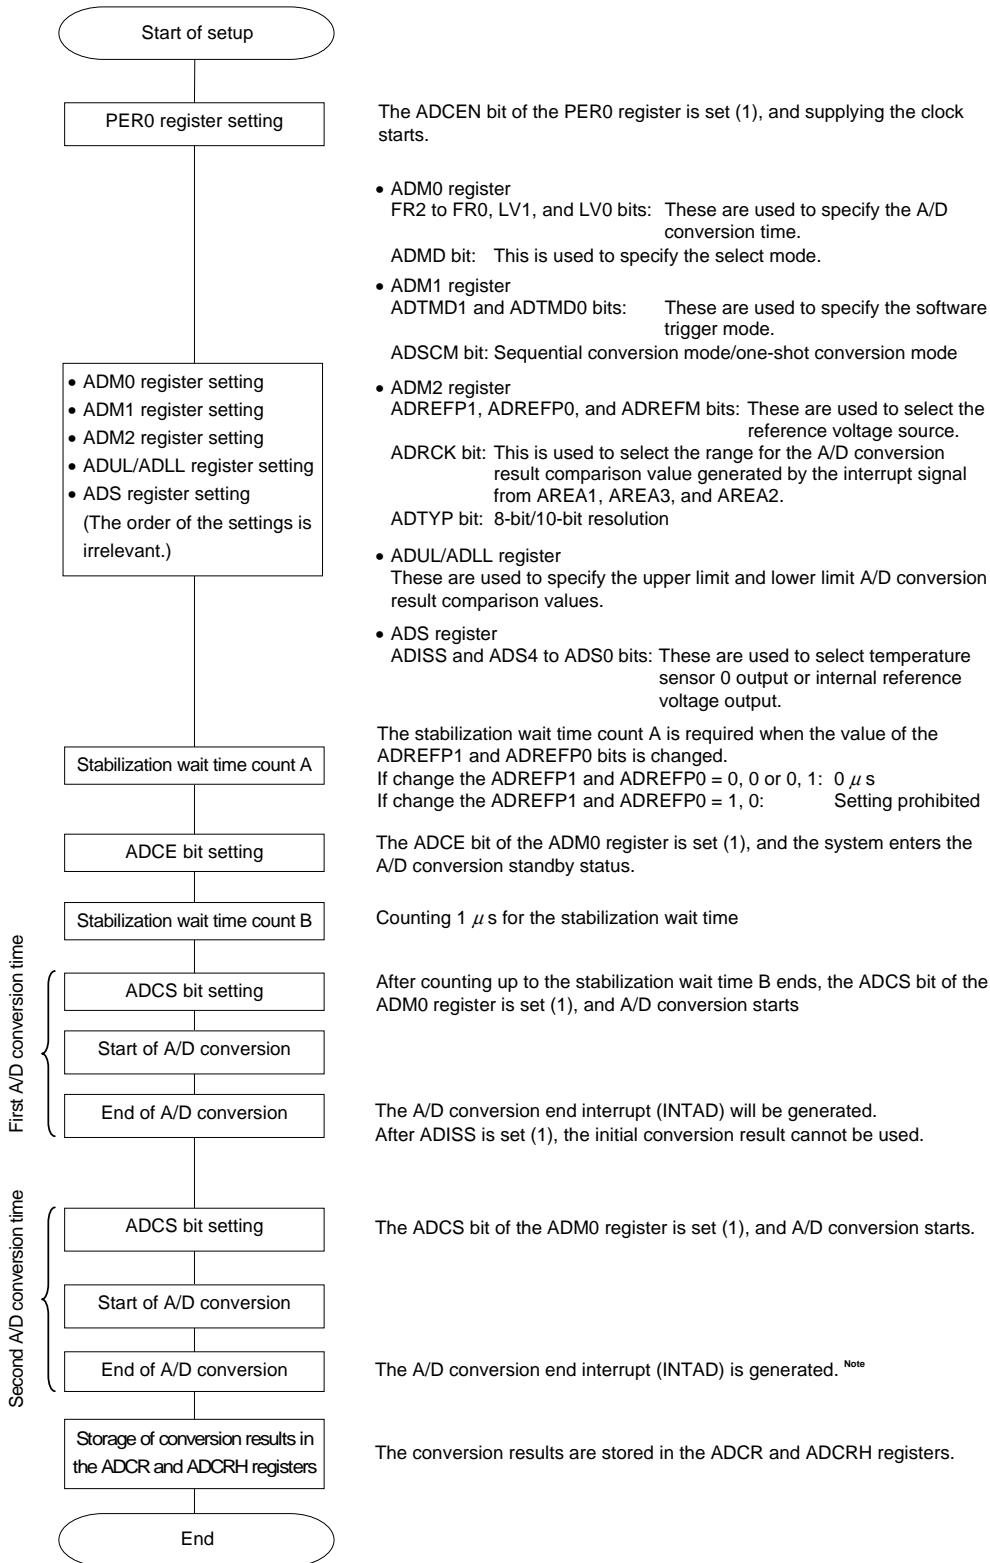 Start of setup
PER0 register setting
The ADCEN bit of the PER0 register is set (1), and supplying the clock
starts.
• ADM0 register
FR2 to FR0, LV1, and LV0 bits: These are used to specify the A/D
conversion time.
ADMD bit: This is used to specify the select mode.
• ADM1 register
ADTMD1 and ADTMD0 bits: These are used to specify the software
trigger mode.
ADSCM bit: Sequential conversion mode/one-shot conversion mode
• ADM0 register setting
• ADM1 register setting
• ADM2 register setting
• ADUL/ADLL register setting
• ADS register setting
(The order of the settings is
irrelevant.)
• ADM2 register
ADREFP1, ADREFP0, and ADREFM bits: These are used to select the
reference voltage source.
ADRCK bit: This is used to select the range for the A/D conversion
result comparison value generated by the interrupt signal
from AREA1, AREA3, and AREA2.
ADTYP bit: 8-bit/10-bit resolution
• ADUL/ADLL register
These are used to specify the upper limit and lower limit A/D conversion
result comparison values.
• ADS register
ADISS and ADS4 to ADS0 bits: These are used to select temperature
sensor 0 output or internal reference
voltage output.
Stabilization wait time count A
The stabilization wait time count A is required when the value of the
ADREFP1 and ADREFP0 bits is changed.
If change the ADREFP1 and ADREFP0 = 0, 0 or 0, 1: 0 μ s
If change the ADREFP1 and ADREFP0 = 1, 0: Setting prohibited
ADCE bit setting
The ADCE bit of the ADM0 register is set (1), and the system enters the
A/D conversion standby status.
Stabilization wait time count B
Counting 1 μ s for the stabilization wait time
First A/D conversion time
ADCS bit setting
After counting up to the stabilization wait time B ends, the ADCS bit of the
ADM0 register is set (1), and A/D conversion starts
Start of A/D conversion
End of A/D conversion
The A/D conversion end interrupt (INTAD) will be generated.
After ADISS is set (1), the initial conversion result cannot be used.
Second A/D conversion time
ADCS bit setting
The ADCS bit of the ADM0 register is set (1), and A/D conversion starts.
Start of A/D conversion
End of A/D conversion
The A/D conversion end interrupt (INTAD) is generated. Note
Storage of conversion results in
the ADCR and ADCRH registers
The conversion results are stored in the ADCR and ADCRH registers.
End